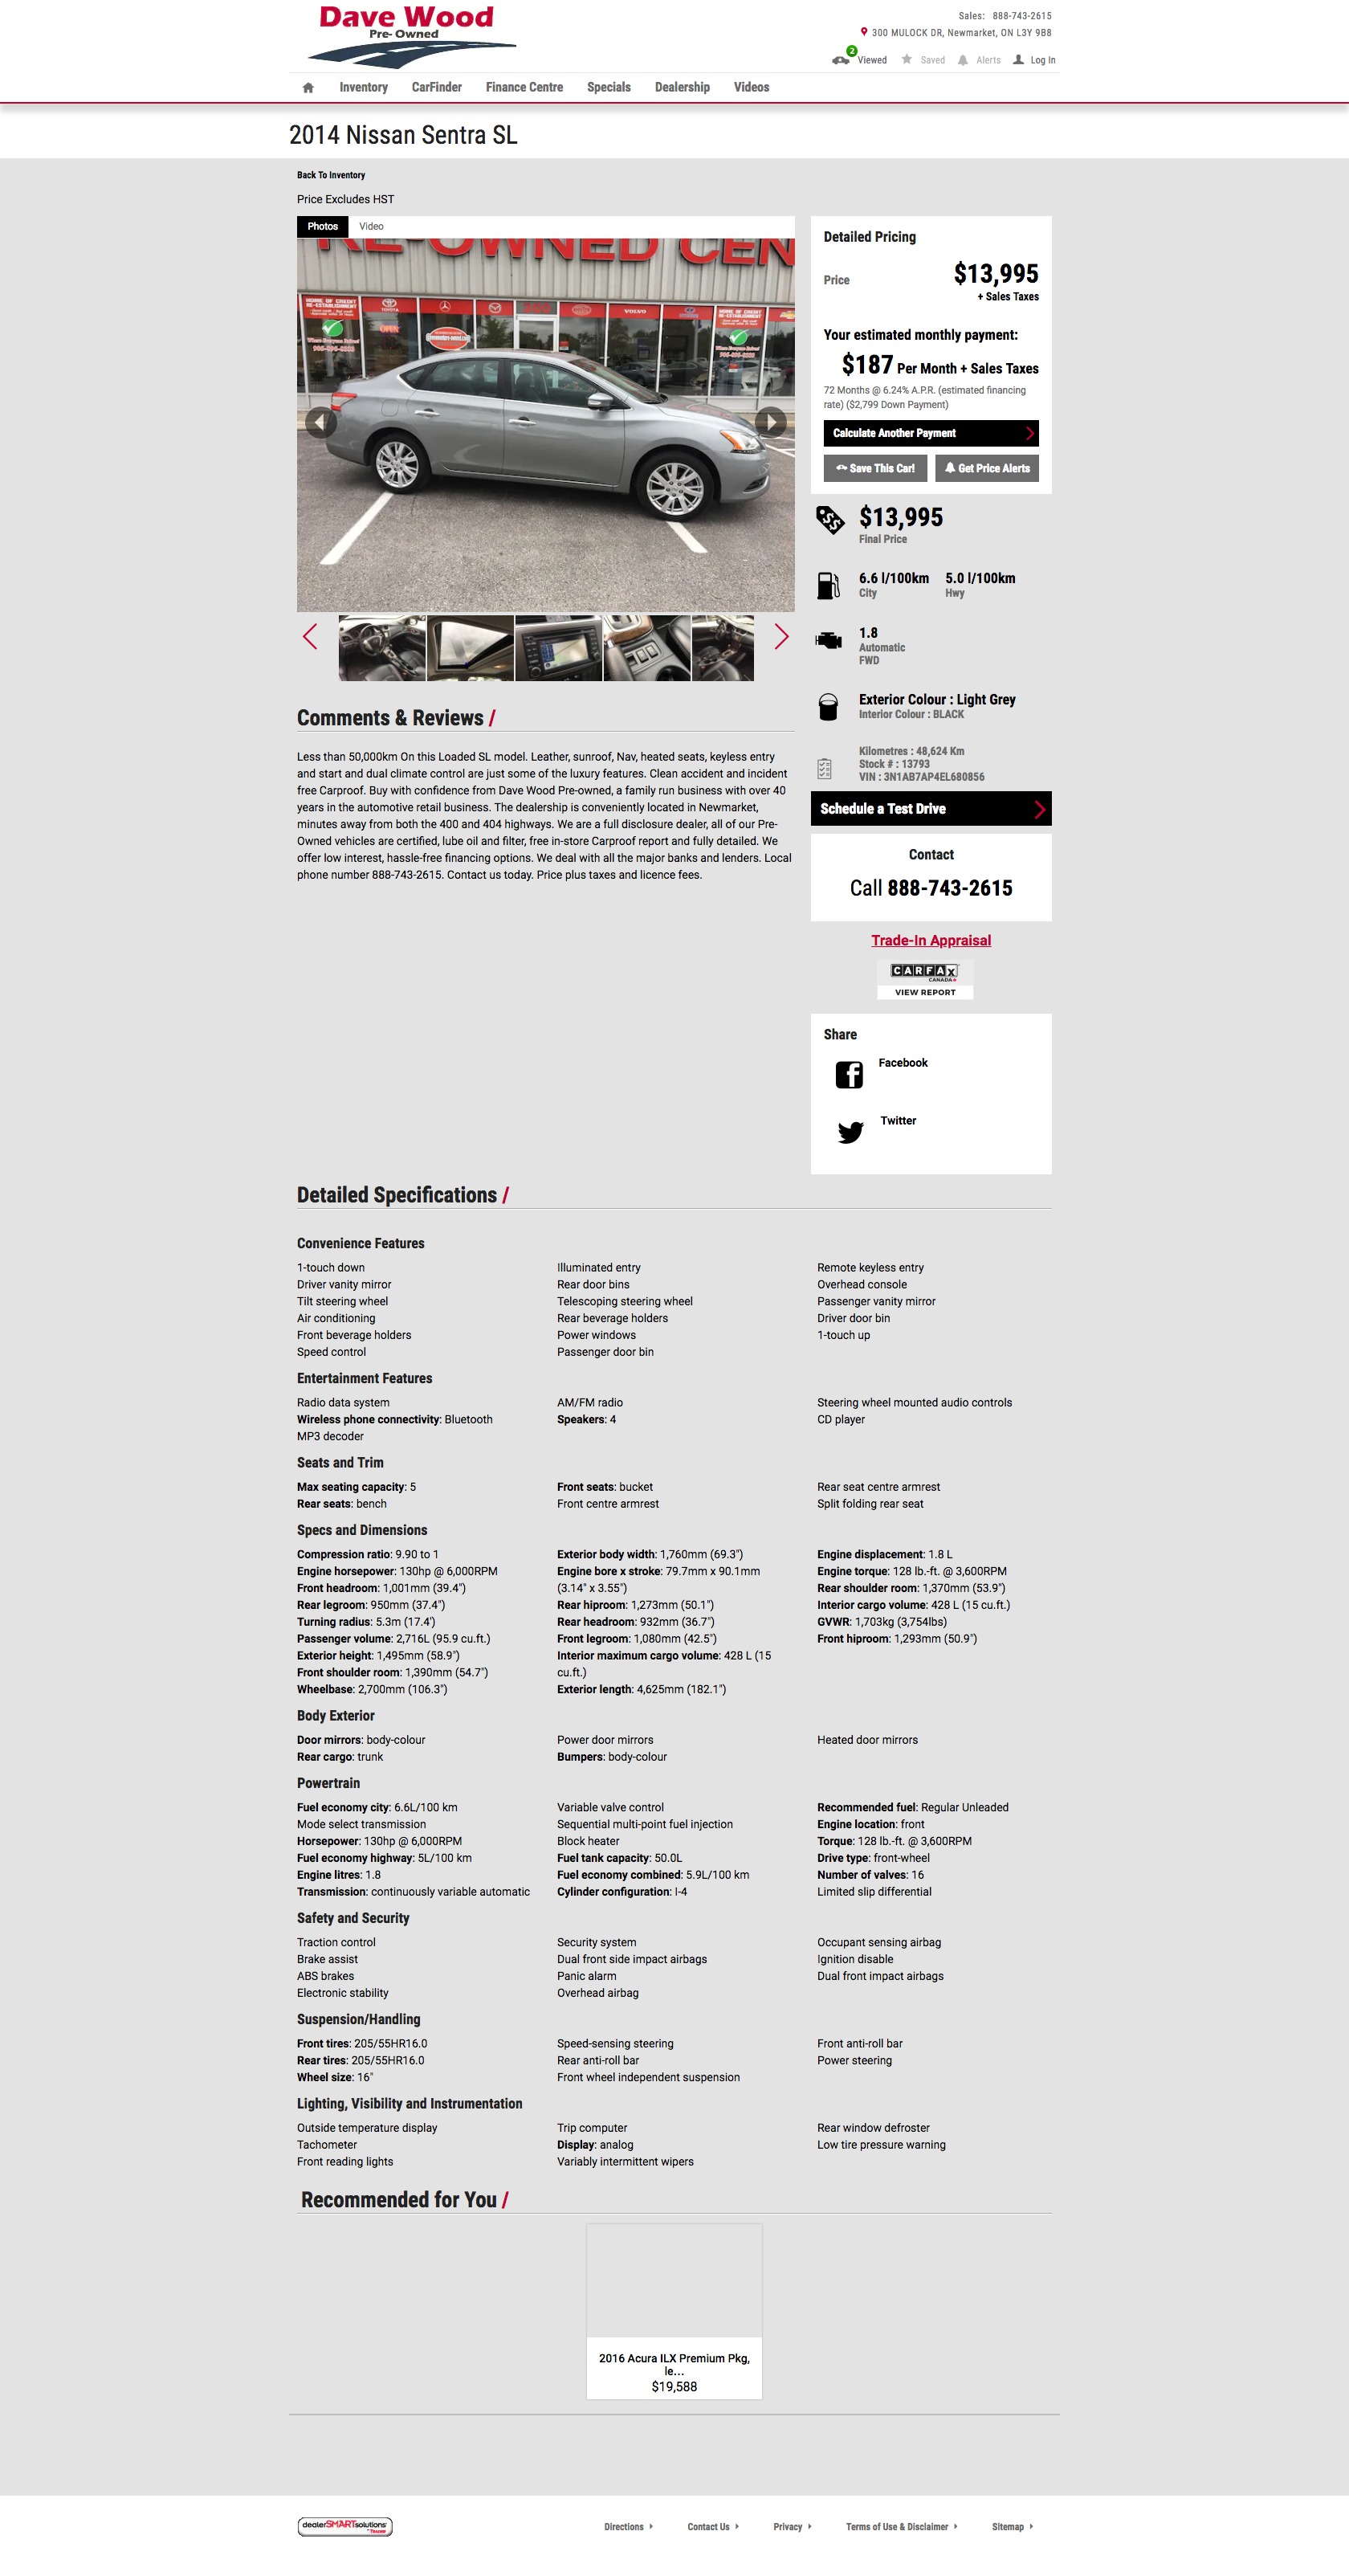 Dave Wood
Pre-Owned
Sales: 888-743-2615
300 MULOCK DR, Newmarket, ON L3Y 9B8
2
Viewed Saved Alerts Log In
Inventory CarFinder Finance Centre Specials Dealership Videos
2014 Nissan Sentra SL
Back To Inventory
Price Excludes HST
Photos Video
RE-OWNED CEN
HOME OF CREDIT
RE-ESTABLISHMENT
TOYOTA
OPEN
VOLVO
Detailed Pricing
Price $13,995
+ Sales Taxes
Your estimated monthly payment:
$187 Per Month + Sales Taxes
72 Months @ 6.24% A.P.R. (estimated financing
rate) ($2,799 Down Payment)
Calculate Another Payment
Save This Car! Get Price Alerts
$13,995
Final Price
6.6 l/100km 5.0 l/100km
City Hwy
1.8
Automatic
FWD
Exterior Colour : Light Grey
Interior Colour : BLACK
Kilometres : 48,624 Km
Stock # : 13793
VIN : 3N1AB7AP4EL680856
Schedule a Test Drive
Contact
Call 888-743-2615
Trade-In Appraisal
CARFAX
CANADA
VIEW REPORT
Share
Facebook
Twitter
Comments & Reviews /
Less than 50,000km On this Loaded SL model. Leather, sunroof, Nav, heated seats, keyless entry
and start and dual climate control are just some of the luxury features. Clean accident and incident
free Carproof. Buy with confidence from Dave Wood Pre-owned, a family run business with over 40
years in the automotive retail business. The dealership is conveniently located in Newmarket,
minutes away from both the 400 and 404 highways. We are a full disclosure dealer, all of our Pre-
Owned vehicles are certified, lube oil and filter, free in-store Carproof report and fully detailed. We
offer low interest, hassle-free financing options. We deal with all the major banks and lenders. Local
phone number 888-743-2615. Contact us today. Price plus taxes and licence fees.
Detailed Specifications /
Convenience Features
1-touch down Illuminated entry Remote keyless entry
Driver vanity mirror Rear door bins Overhead console
Tilt steering wheel Telescoping steering wheel Passenger vanity mirror
Air conditioning Rear beverage holders Driver door bin
Front beverage holders Power windows 1-touch up
Speed control Passenger door bin
Entertainment Features
Radio data system AM/FM radio Steering wheel mounted audio controls
Wireless phone connectivity: Bluetooth Speakers: 4 CD player
MP3 decoder
Seats and Trim
Max seating capacity: 5 Front seats: bucket Rear seat centre armrest
Rear seats: bench Front centre armrest Split folding rear seat
Specs and Dimensions
Compression ratio: 9.90 to 1 Exterior body width: 1,760mm (69.3") Engine displacement: 1.8 L
Engine horsepower: 130hp @ 6,000RPM Engine bore x stroke: 79.7mm x 90.1mm Engine torque: 128 lb.-ft. @ 3,600RPM
Front headroom: 1,001mm (39.4") (3.14" x 3.55") Rear shoulder room: 1,370mm (53.9")
Rear legroom: 950mm (37.4") Rear hiproom: 1,273mm (50.1") Interior cargo volume: 428 L (15 cu.ft.)
Turning radius: 5.3m (17.4') Rear headroom: 932mm (36.7") GVWR: 1,703kg (3,754lbs)
Passenger volume: 2,716L (95.9 cu.ft.) Front legroom: 1,080mm (42.5") Front hiproom: 1,293mm (50.9")
Exterior height: 1,495mm (58.9") Interior maximum cargo volume: 428 L (15
Front shoulder room: 1,390mm (54.7") cu.ft.)
Wheelbase: 2,700mm (106.3") Exterior length: 4,625mm (182.1")
Body Exterior
Door mirrors: body-colour Power door mirrors Heated door mirrors
Rear cargo: trunk Bumpers: body-colour
Powertrain
Fuel economy city: 6.6L/100 km Variable valve control Recommended fuel: Regular Unleaded
Mode select transmission Sequential multi-point fuel injection Engine location: front
Horsepower: 130hp @ 6,000RPM Block heater Torque: 128 lb.-ft. @ 3,600RPM
Fuel economy highway: 5L/100 km Fuel tank capacity: 50.0L Drive type: front-wheel
Engine litres: 1.8 Fuel economy combined: 5.9L/100 km Number of valves: 16
Transmission: continuously variable automatic Cylinder configuration: I-4 Limited slip differential
Safety and Security
Traction control Security system Occupant sensing airbag
Brake assist Dual front side impact airbags Ignition disable
ABS brakes Panic alarm Dual front impact airbags
Electronic stability Overhead airbag
Suspension/Handling
Front tires: 205/55HR16.0 Speed-sensing steering Front anti-roll bar
Rear tires: 205/55HR16.0 Rear anti-roll bar Power steering
Wheel size: 16" Front wheel independent suspension
Lighting, Visibility and Instrumentation
Outside temperature display Trip computer Rear window defroster
Tachometer Display: analog Low tire pressure warning
Front reading lights Variably intermittent wipers
Recommended for You /
2016 Acura ILX Premium Pkg,
le...
$19,588
dealerSMARTsolutions
Directions Contact Us Privacy Terms of Use & Disclaimer Sitemap